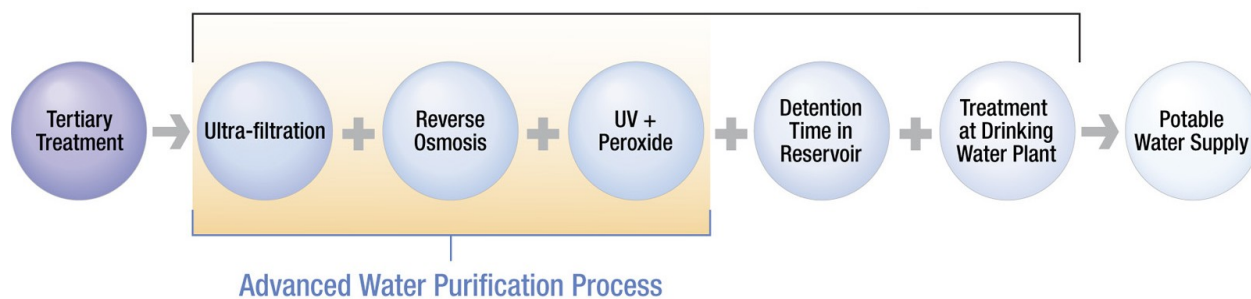 Tertiary
Treatment
Ultra-filtration
Reverse
Osmosis
UV +
Peroxide
Detention
Time in
Reservoir
Treatment
at Drinking
Water Plant
Potable
Water Supply
Advanced Water Purification Process